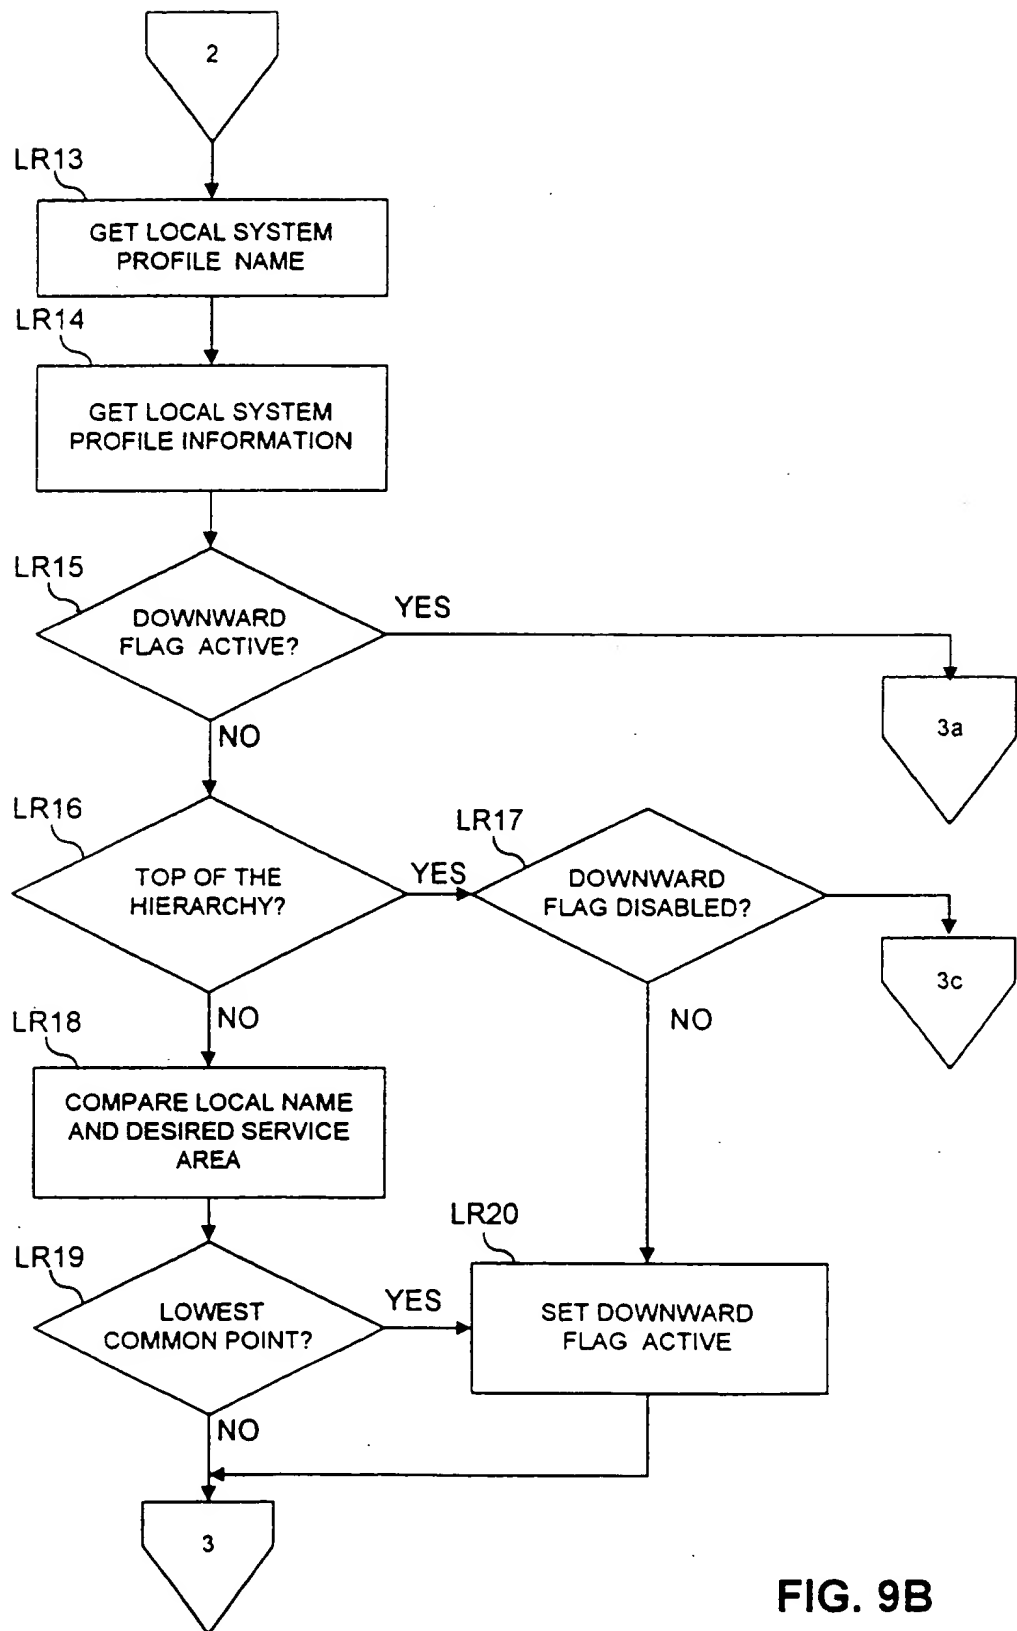 2
LR13
GET LOCAL SYSTEM
PROFILE NAME
LR14
GET LOCAL SYSTEM
PROFILE INFORMATION
LR15
DOWNWARD
FLAG ACTIVE?
YES
3a
NO
LR16
TOP OF THE
HIERARCHY?
YES
LR17
DOWNWARD
FLAG DISABLED?
3c
NO
NO
LR18
COMPARE LOCAL NAME
AND DESIRED SERVICE
AREA
LR19
LOWEST
COMMON POINT?
YES
LR20
SET DOWNWARD
FLAG ACTIVE
NO
3
FIG. 9B